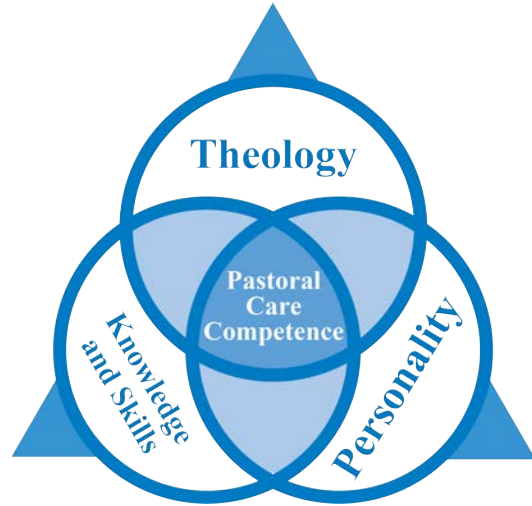 Theology
Pastoral
Care
Competence
Knowledge
and Skills
Personality